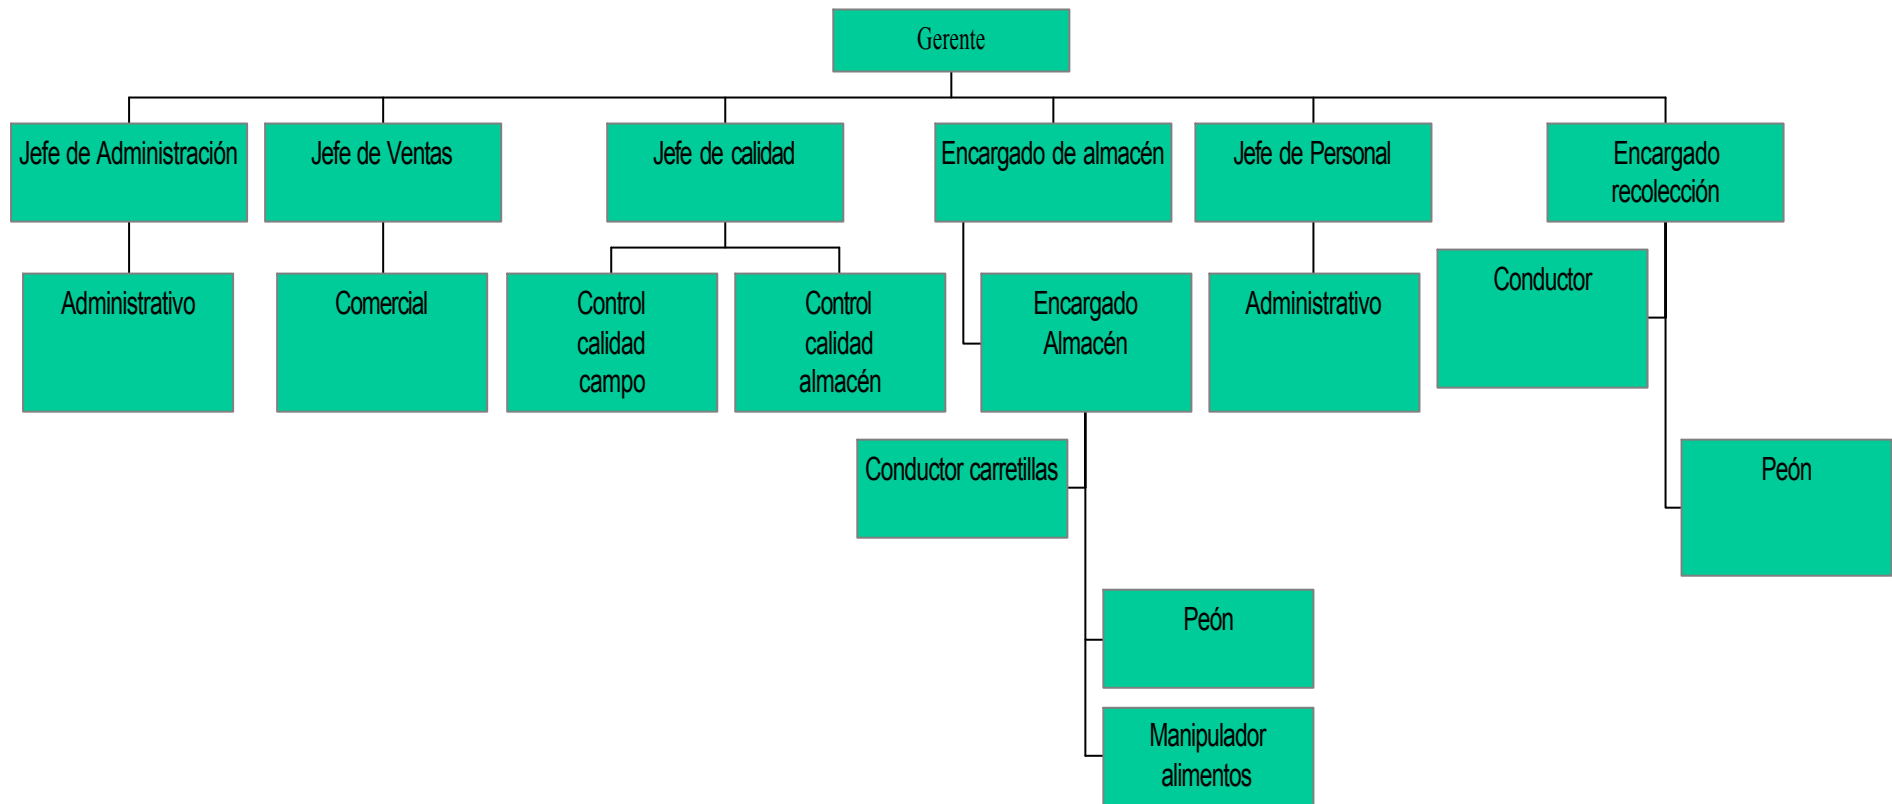 Gerente
Jefe de Administración
Jefe de Ventas
Jefe de calidad
Encargado de almacén
Jefe de Personal
Encargado
recolección
Administrativo
Comercial
Control
calidad
campo
Control
calidad
almacén
Encargado
Almacén
Administrativo
Conductor
Conductor carretillas
Peón
Peón
Manipulador
alimentos